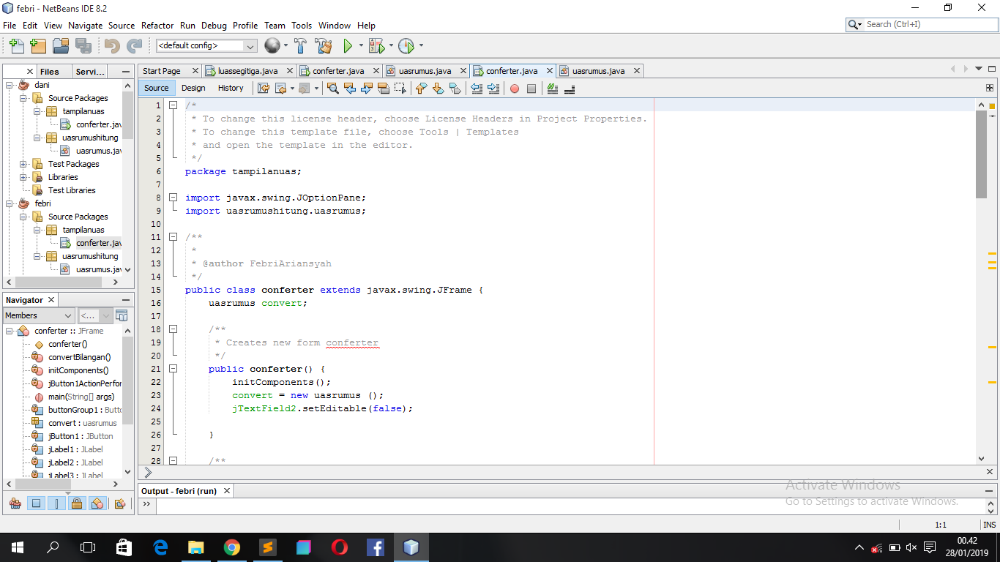 febri - NetBeans IDE 8.2
File Edit View Navigate Source Refactor Run Debug Profile Team Tools Window Help
Search (Ctrl+I)
<default config>
Files Servi...
dani
Source Packages
tampilanuas
conferter.jav
uasrumushitung
uasrumus.jav
Test Packages
Libraries
Test Libraries
febri
Source Packages
tampilanuas
conferter.jav
uasrumushitung
uasrumus.jav
Navigator
Members <...
conferter :: JFrame
conferter()
convertBilangan()
initComponents()
jButton1ActionPerfor
main(String[] args)
buttonGroup1 : Butt
convert : uasrumus
jButton1 : JButton
jLabel1 : JLabel
jLabel2 : JLabel
jLabel3 : JLabel
Start Page luassegitiga.java conferter.java uasrumus.java conferter.java uasrumus.java
Source Design History
1 /*
2 * To change this license header, choose License Headers in Project Properties.
3 * To change this template file, choose Tools | Templates
4 * and open the template in the editor.
5 */
6 package tampilanuas;
7
8 import javax.swing.JOptionPane;
9 import uasrumushitung.uasrumus;
10
11 /**
12 *
13 * @author FebriAriansyah
14 */
15 public class conferter extends javax.swing.JFrame {
16 uasrumus convert;
17
18 /**
19 * Creates new form conferter
20 */
21 public conferter() {
22 initComponents();
23 convert = new uasrumus ();
24 jTextField2.setEditable(false);
25
26 }
27
28 /**
Output - febri (run)
Activate Windows
Go to Settings to activate Windows.
1:1 INS
00.42
28/01/2019